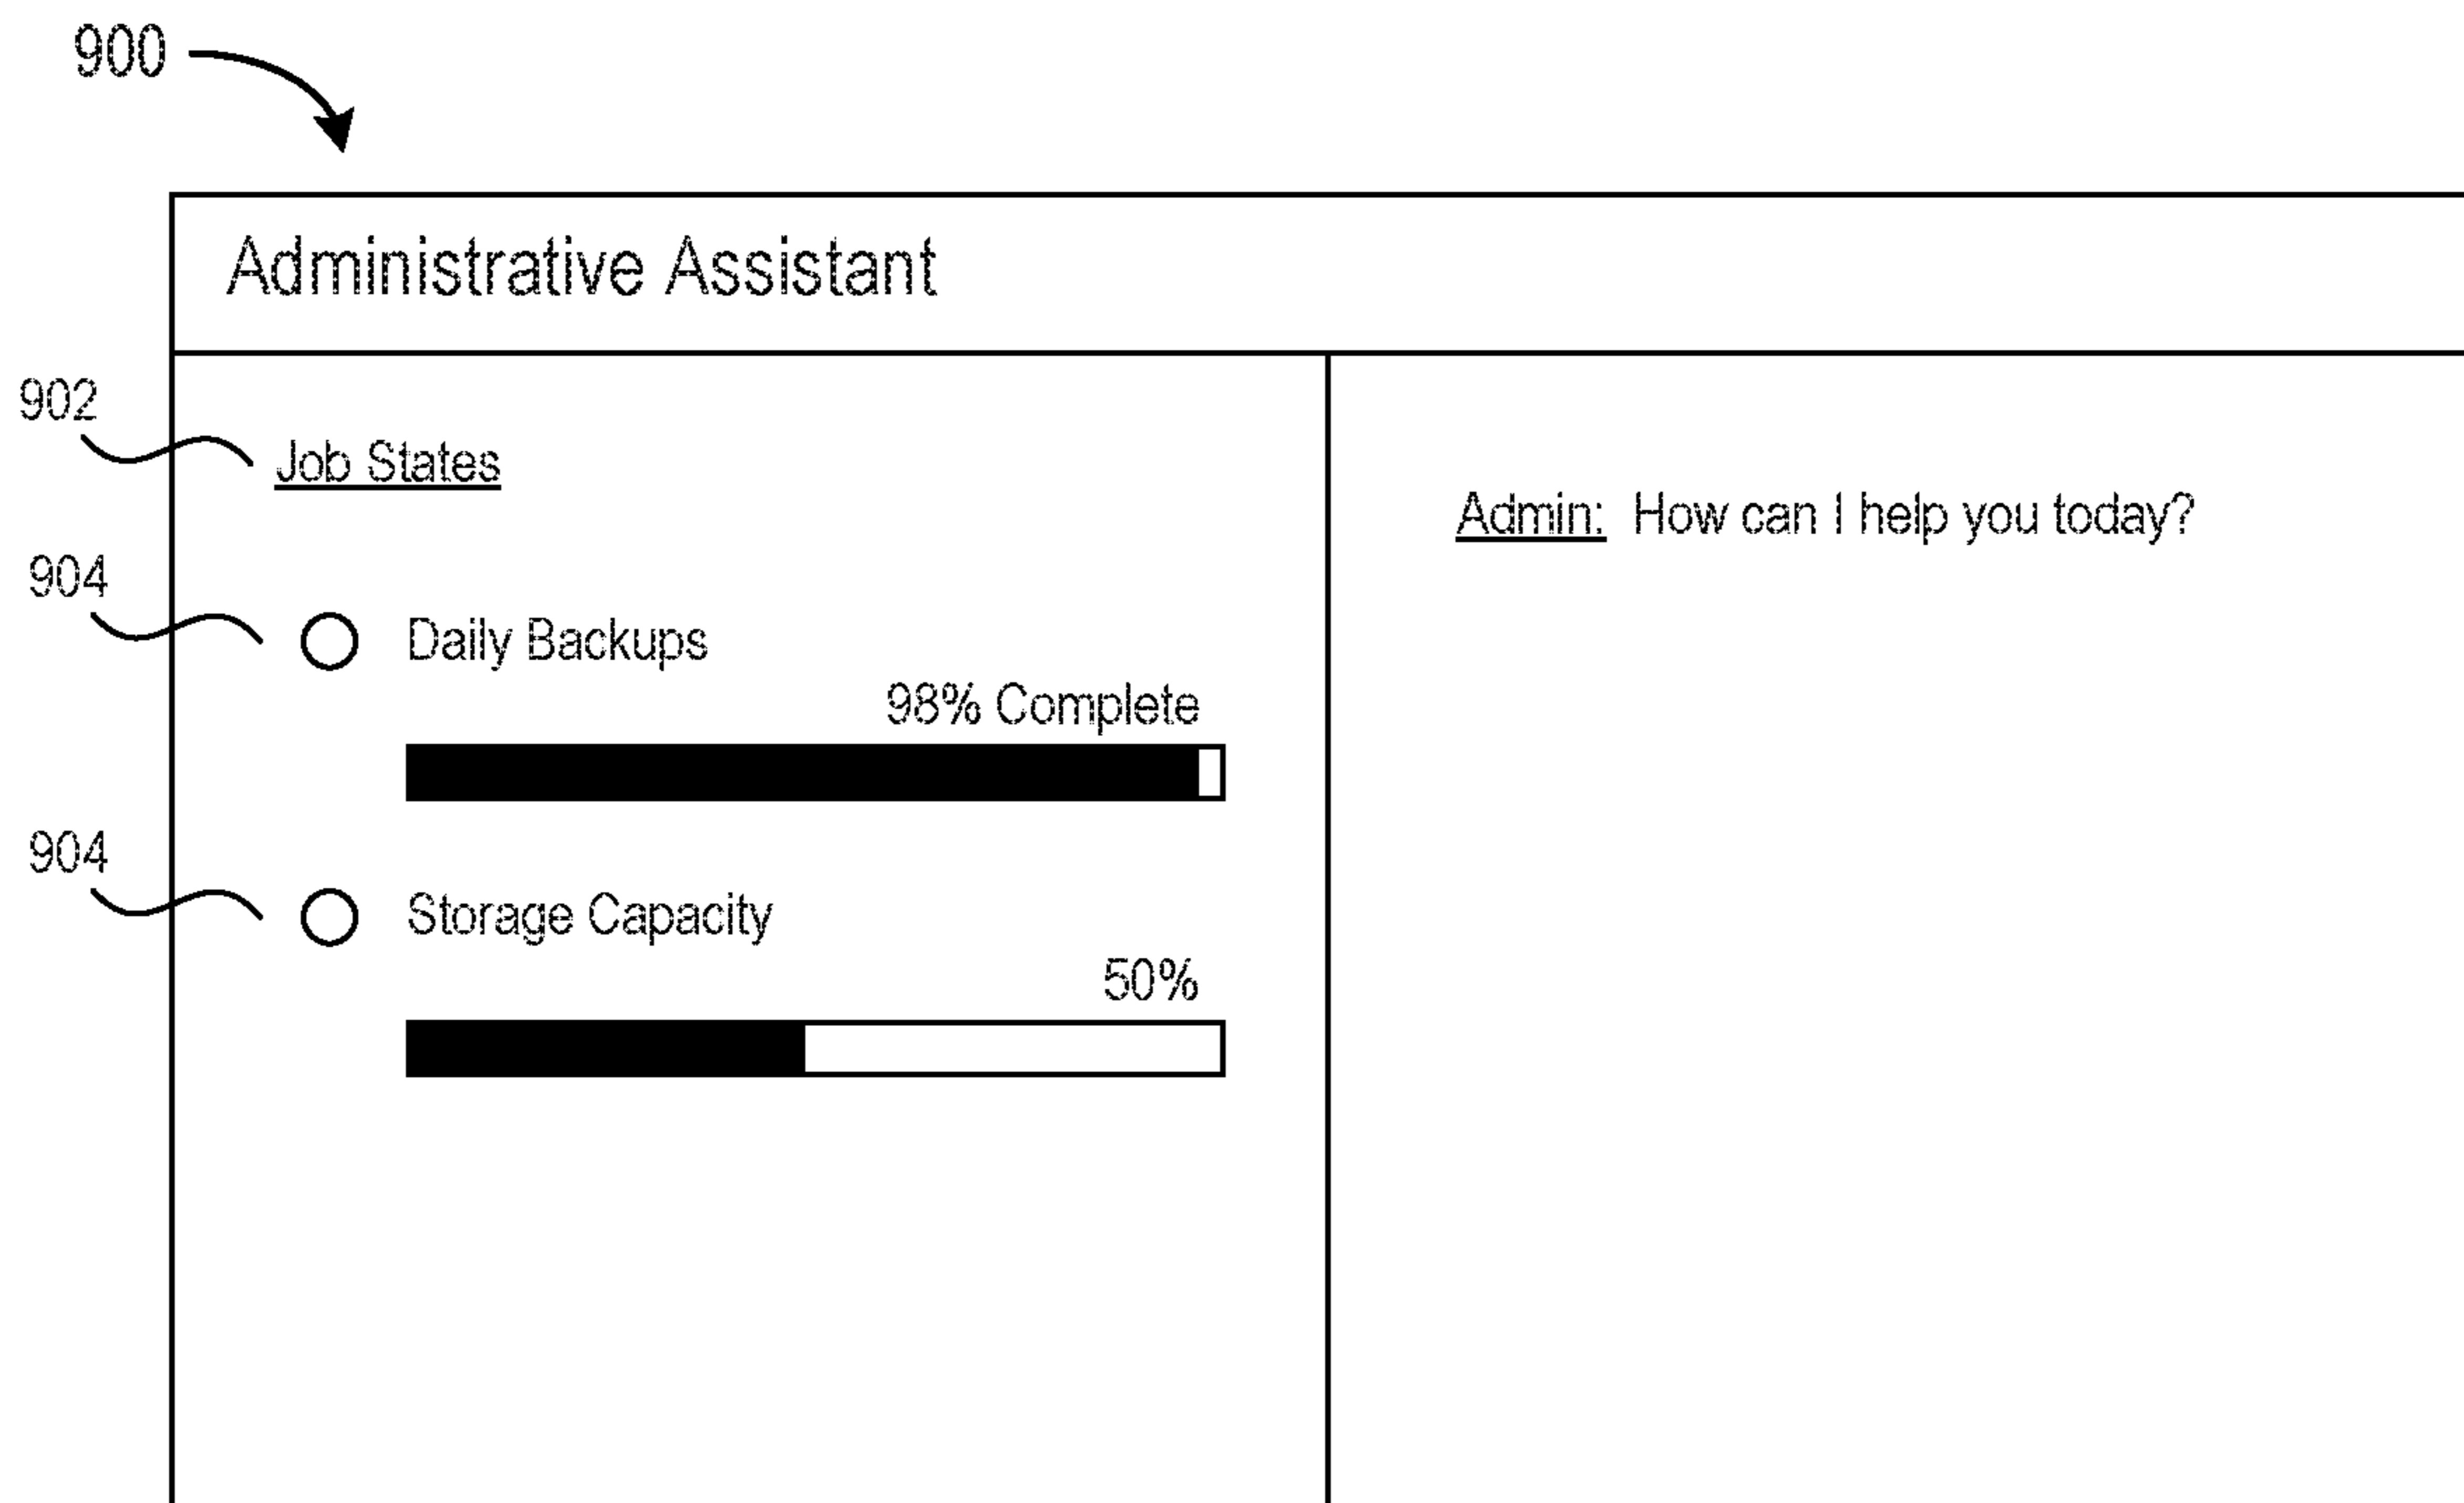 900
Administrative Assistant
902
Job States
904
Daily Backups
98% Complete
904
Storage Capacity
50%
Admin: How can I help you today?